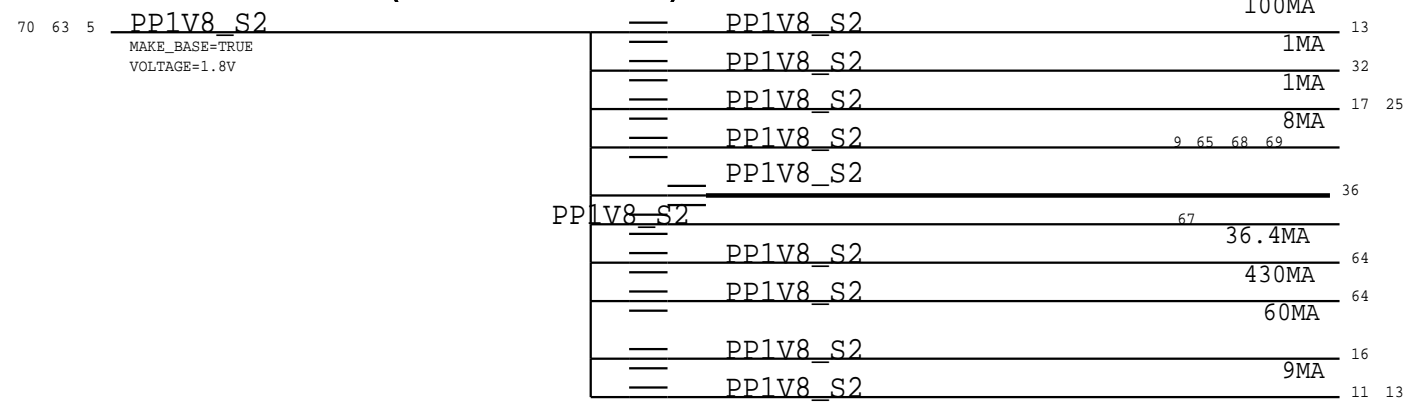 100MA
70 63 5 PP1V8_S2 PP1V8_S2 13
MAKE_BASE=TRUE 1MA
VOLTAGE=1.8V PP1V8_S2 32
1MA
PP1V8_S2 17 25
8MA
PP1V8_S2 9 65 68 69
PP1V8_S2
36
PP1V8_S2 67
36.4MA
PP1V8_S2 64
430MA
PP1V8_S2 64
60MA
PP1V8_S2 16
9MA
PP1V8_S2 11 13